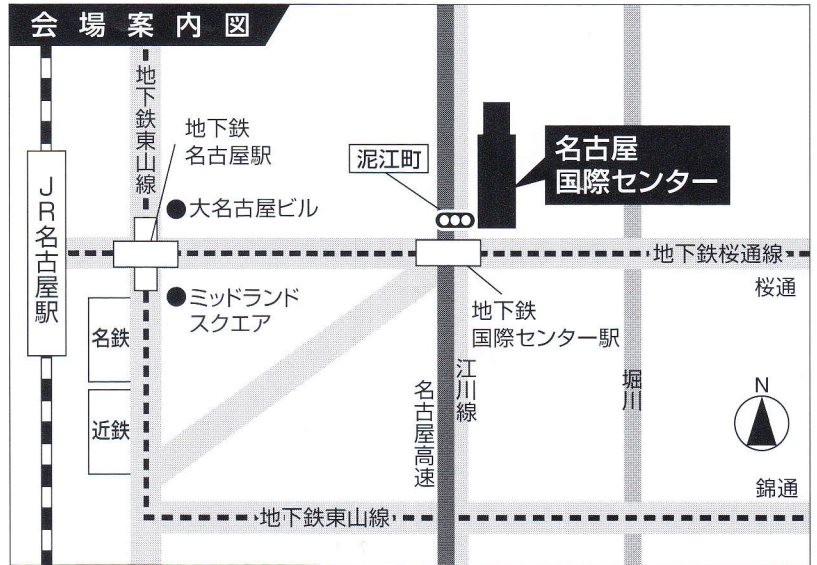 会場案内図
地下鉄東山線
地下鉄
名古屋駅
泥江町
名古屋
国際センター
JR名古屋駅
大名古屋ビル
地下鉄桜通線
桜通
ミッドランド
スクエア
地下鉄
国際センター駅
名鉄
江川線
堀川
名古屋高速
N
近鉄
錦通
地下鉄東山線